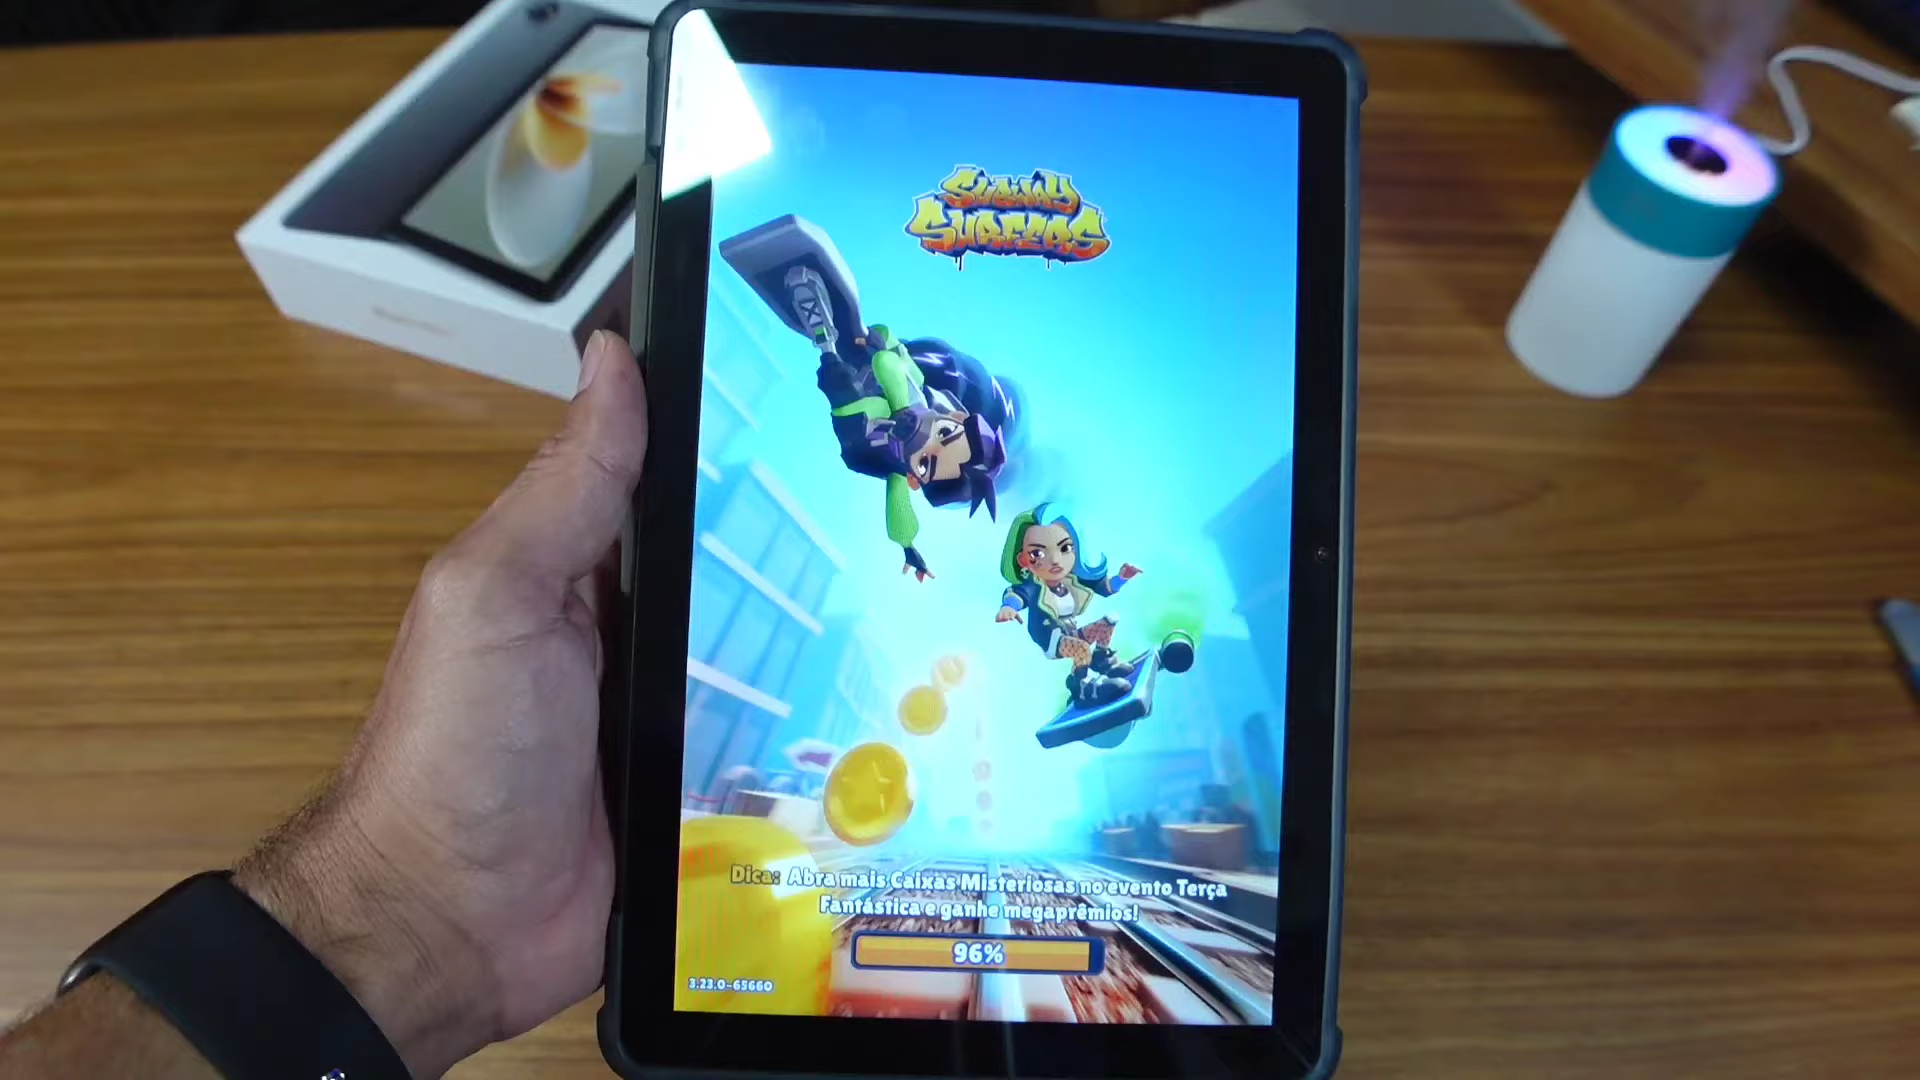 SUBWAY
SURFERS
Dica: Abra mais Caixas Misteriosas no evento Terça
Fantástica e ganhe megaprêmios!
96%
3.23.0-65660